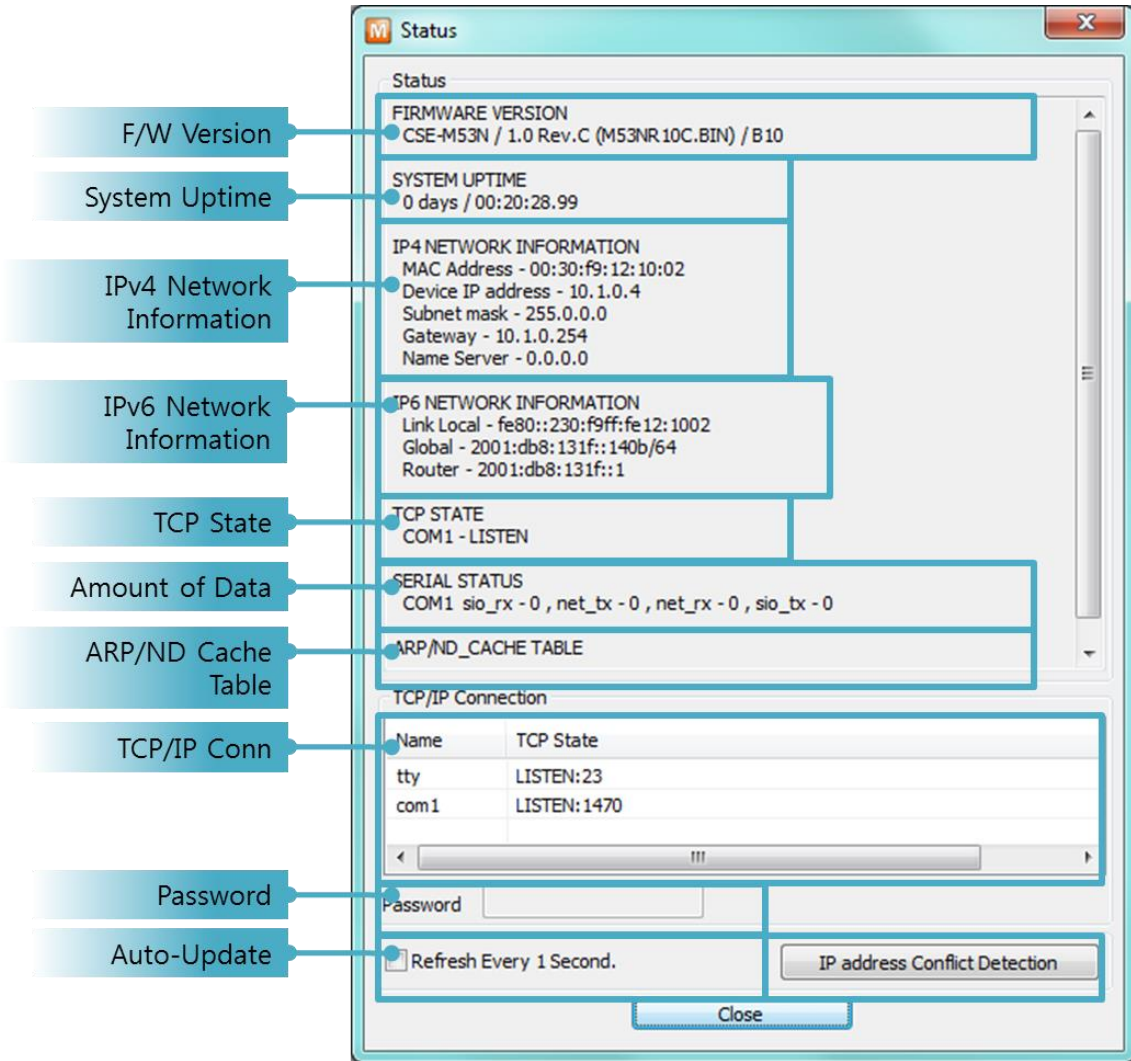 Status
Status
F/W Version
FIRMWARE VERSION
CSE-M53N / 1.0 Rev.C (M53NR10C.BIN) / B10
System Uptime
SYSTEM UPTIME
0 days / 00:20:28.99
IPv4 Network
Information
IP4 NETWORK INFORMATION
MAC Address - 00:30:f9:12:10:02
Device IP address - 10.1.0.4
Subnet mask - 255.0.0.0
Gateway - 10.1.0.254
Name Server - 0.0.0.0
IPv6 Network
Information
IP6 NETWORK INFORMATION
Link Local - fe80::230:f9ff:fe12:1002
Global - 2001:db8:131f::140b/64
Router - 2001:db8:131f::1
TCP State
TCP STATE
COM1 - LISTEN
Amount of Data
SERIAL STATUS
COM1 sio_rx - 0 , net_tx - 0 , net_rx - 0 , sio_tx - 0
ARP/ND Cache
Table
ARP/ND_CACHE TABLE
TCP/IP Connection
TCP/IP Conn
Name TCP State
tty LISTEN:23
com1 LISTEN:1470
Password
Password
Auto-Update
Refresh Every 1 Second.
IP address Conflict Detection
Close